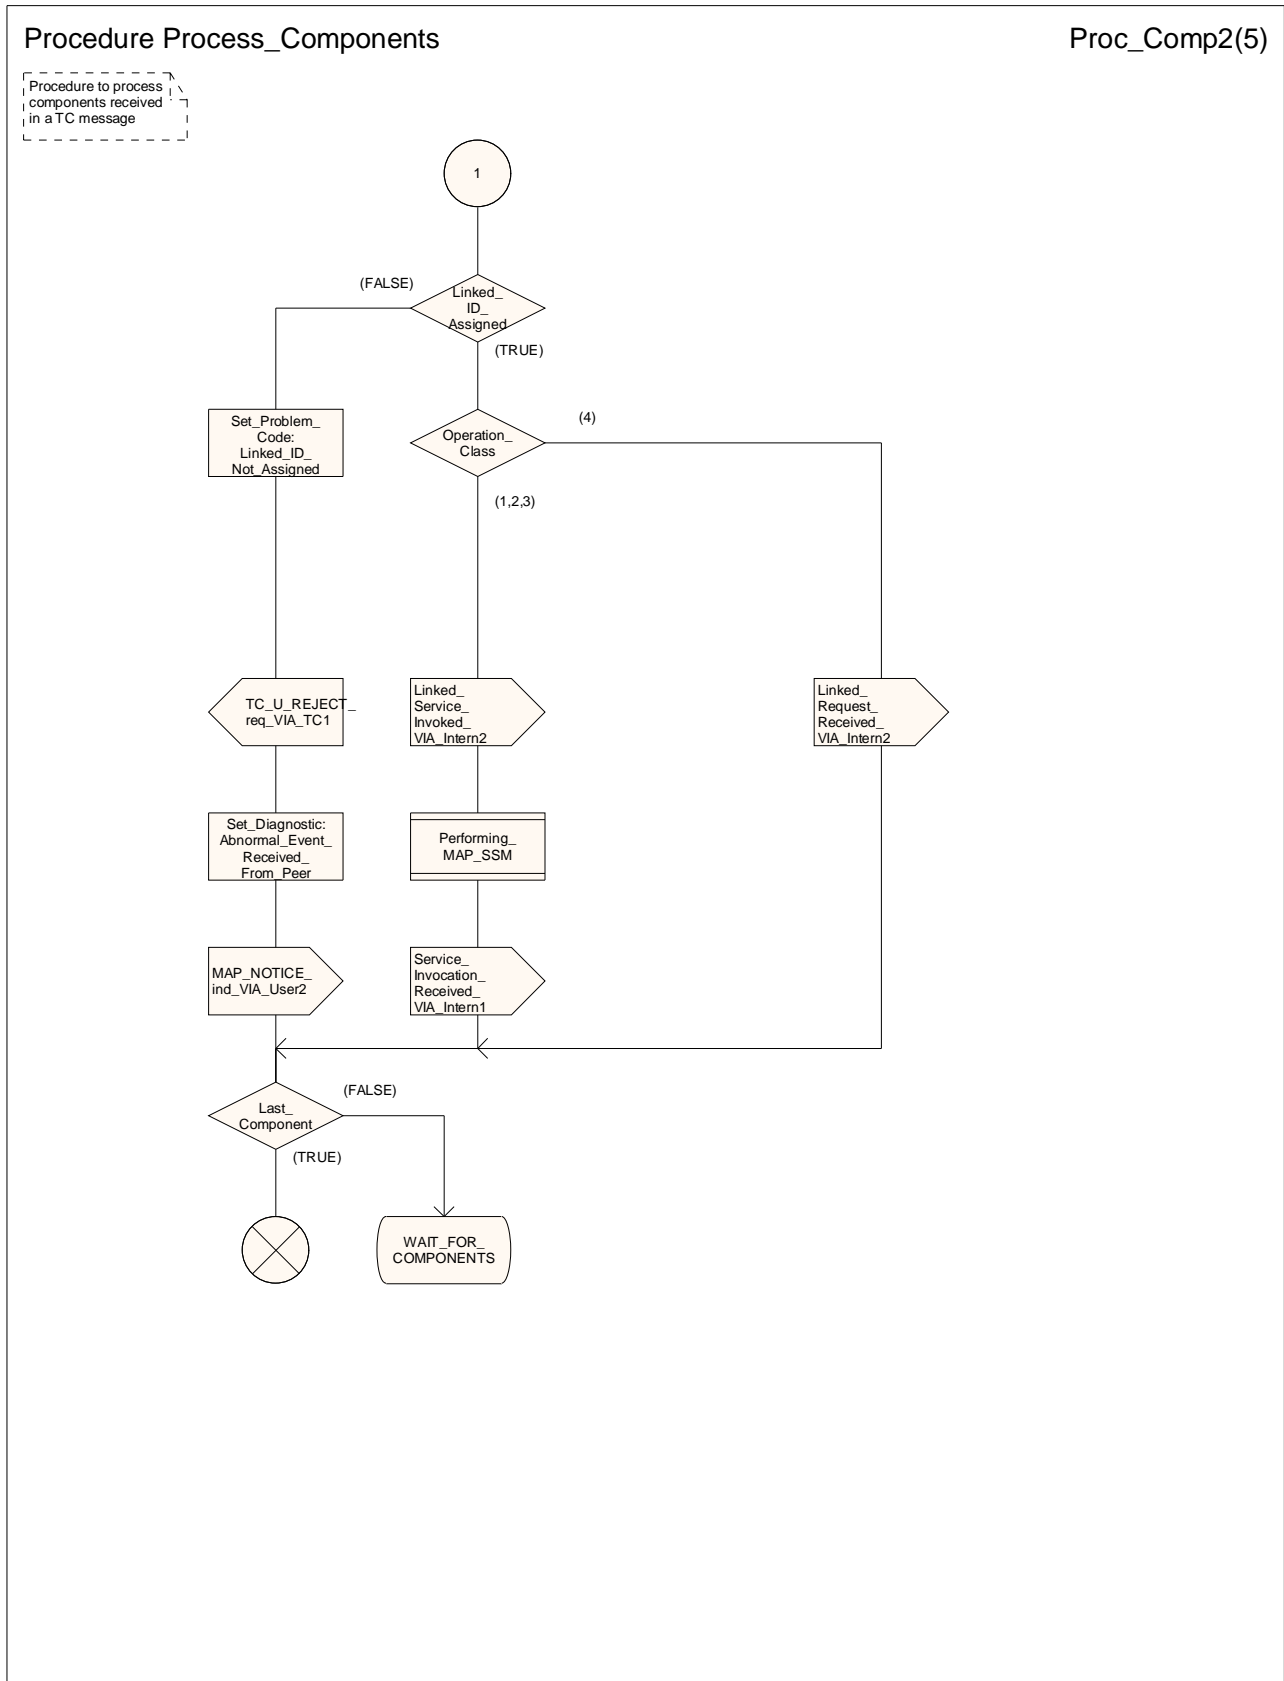 Procedure Process_Components
Proc_Comp2(5)
Procedure to process
components received
in a TC message
1
(FALSE)
Linked_
ID_
Assigned
(TRUE)
Set_Problem_
Code:
Linked_ID_
Not_Assigned
Operation_
Class
(4)
(1,2,3)
TC_U_REJECT_
req_VIA_TC1
Linked_
Service_
Invoked_
VIA_Intern2
Linked_
Request_
Received_
VIA_Intern2
Set_Diagnostic:
Abnormal_Event_
Received_
From_Peer
Performing_
MAP_SSM
MAP_NOTICE_
ind_VIA_User2
Service_
Invocation_
Received_
VIA_Intern1
(FALSE)
Last_
Component
(TRUE)
WAIT_FOR_
COMPONENTS